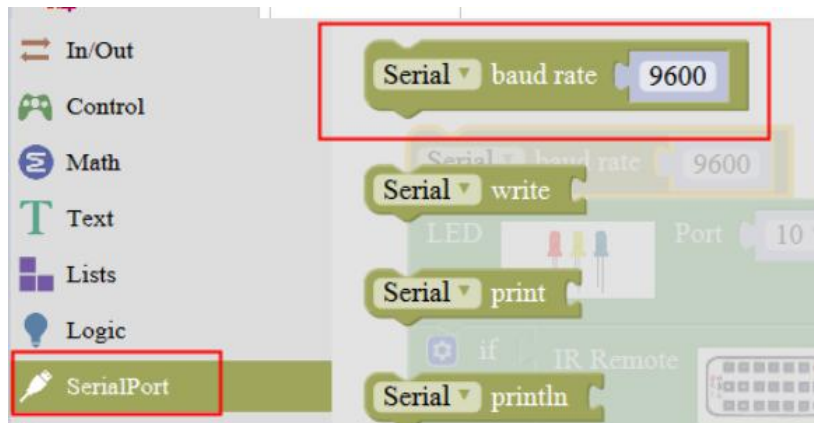 In/Out
Control
Math
Text
Lists
Logic
SerialPort
Serial baud rate 9600
Serial baud rate 9600
Serial write
LED Port 10
Serial print
if IR Remote
Serial println